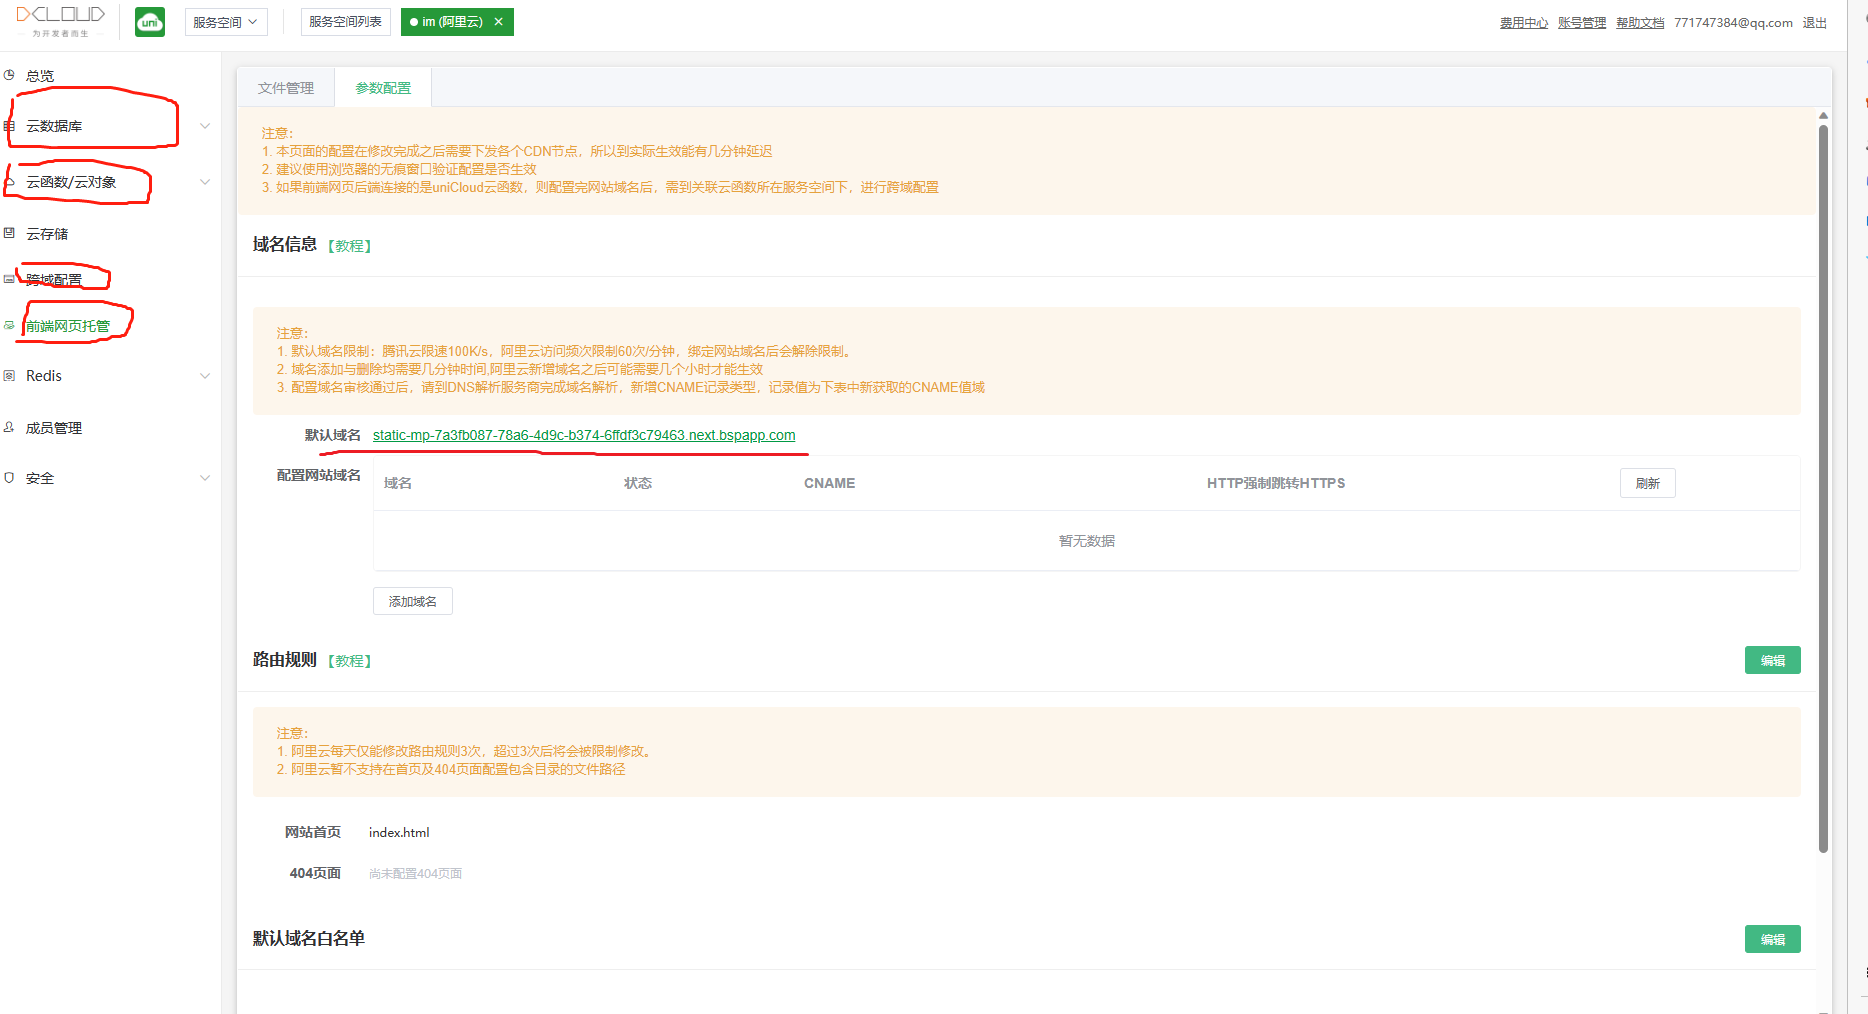 DCLOUD
为开发者而生
uni
服务空间
服务空间列表
im (阿里云)
费用中心 账号管理 帮助文档 771747384@qq.com 退出
总览
云数据库
云函数/云对象
云存储
跨域配置
前端网页托管
Redis
成员管理
安全
文件管理
参数配置
注意：
1. 本页面的配置在修改完成之后需要下发各个CDN节点，所以到实际生效能有几分钟延迟
2. 建议使用浏览器的无痕窗口验证配置是否生效
3. 如果前端网页后端连接的是uniCloud云函数，则配置完网站域名后，需到关联云函数所在服务空间下，进行跨域配置
域名信息 【教程】
注意：
1. 默认域名限制：腾讯云限速100K/s，阿里云访问频次限制60次/分钟，绑定网站域名后会解除限制。
2. 域名添加与删除均需要几分钟时间,阿里云新增域名之后可能需要几个小时才能生效
3. 配置域名审核通过后，请到DNS解析服务商完成域名解析，新增CNAME记录类型，记录值为下表中新获取的CNAME值域
默认域名 static-mp-7a3fb087-78a6-4d9c-b374-6ffdf3c79463.next.bspapp.com
配置网站域名
域名 状态 CNAME HTTP强制跳转HTTPS 刷新
暂无数据
添加域名
路由规则 【教程】 编辑
注意：
1. 阿里云每天仅能修改路由规则3次，超过3次后将会被限制修改。
2. 阿里云暂不支持在首页及404页面配置包含目录的文件路径
网站首页 index.html
404页面 尚未配置404页面
默认域名白名单 编辑